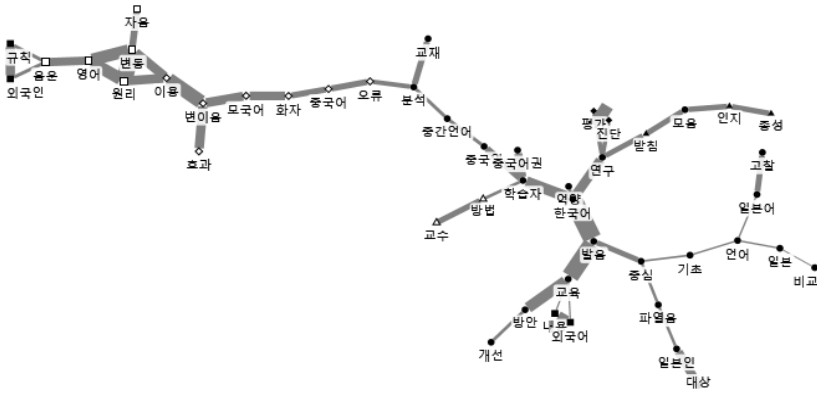 자음
규칙
음운
영어
변동
외국인
원리
이용
변이음
모국어
화자
중국어
오류
분석
교재
효과
중간언어
중국
중국어권
학습자
방법
교수
역량
한국어
평가
진단
연구
받침
모음
인지
종성
고찰
일본어
언어
일본
비교
발음
중심
기초
교육
방안
내용
외국어
개선
파열음
일본인
대상